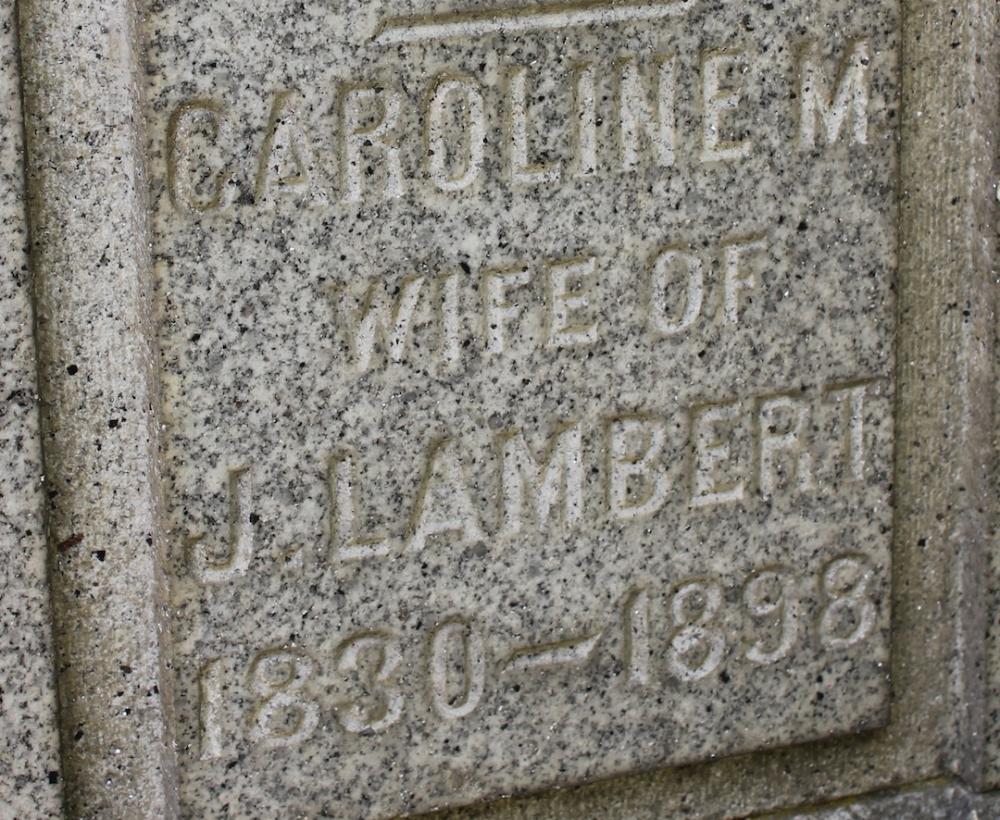 CAROLINE M
WIFE OF
J. LAMBERT
1830—1898